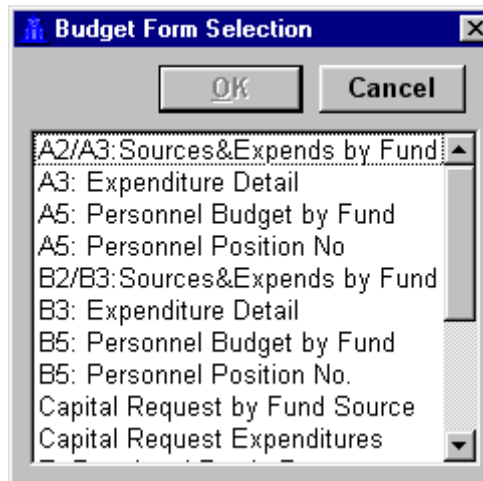 Budget Form Selection
OK
Cancel
A2/A3:Sources&Expends by Fund
A3: Expenditure Detail
A5: Personnel Budget by Fund
A5: Personnel Position No
B2/B3:Sources&Expends by Fund
B3: Expenditure Detail
B5: Personnel Budget by Fund
B5: Personnel Position No.
Capital Request by Fund Source
Capital Request Expenditures